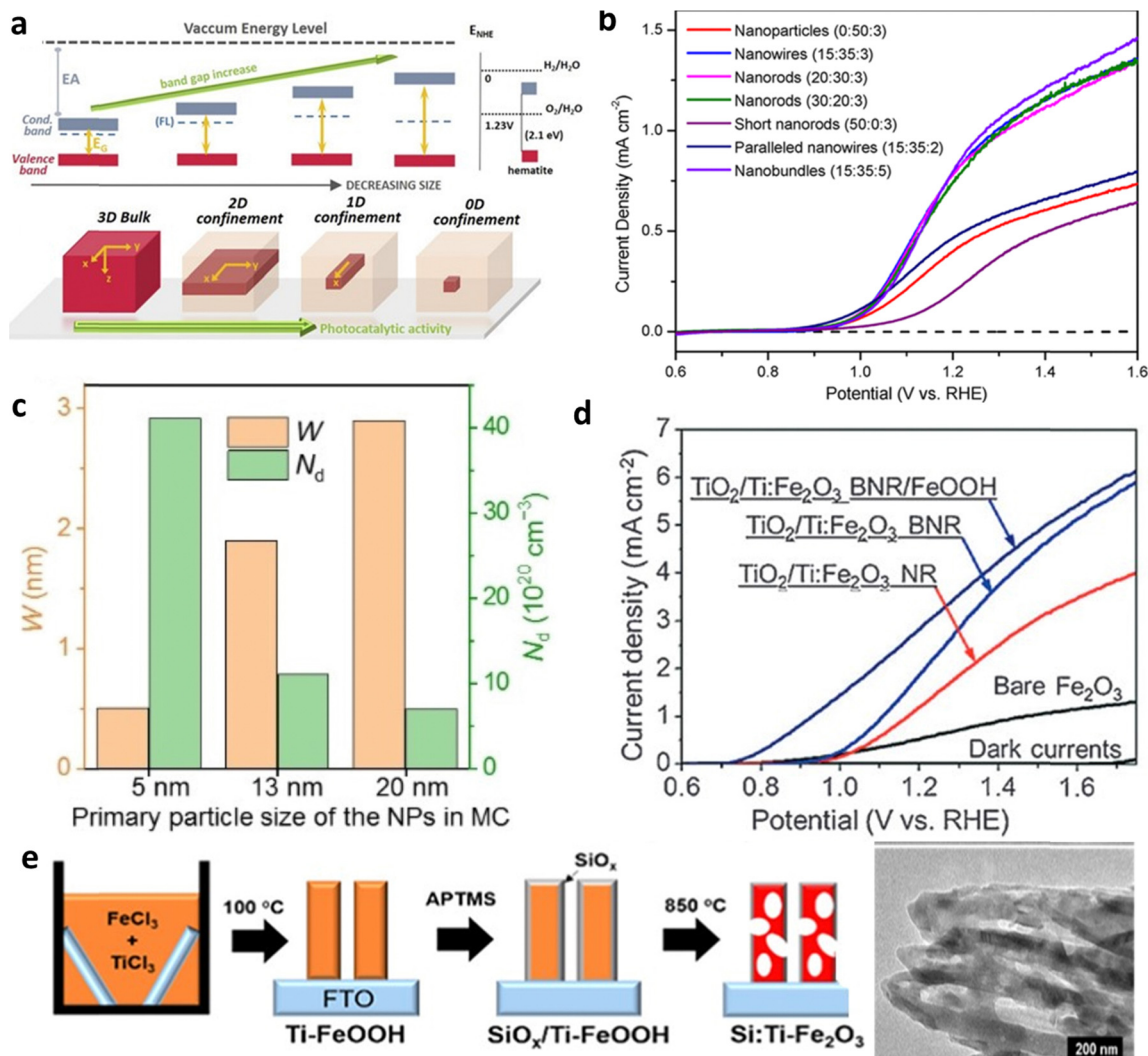 a
Vaccum Energy Level
E_NHE
EA
band gap increase
H₂/H₂O
0
Cond.
band
(FL)
O₂/H₂O
E_G
1.23V
(2.1 eV)
Valence
band
hematite
DECREASING SIZE
3D Bulk
2D
confinement
1D
confinement
0D
confinement
x
y
z
x
y
x
Photocatalytic activity
b
Current Density (mA cm⁻²)
1.5
1.0
0.5
0.0
Nanoparticles (0:50:3)
Nanowires (15:35:3)
Nanorods (20:30:3)
Nanorods (30:20:3)
Short nanorods (50:0:3)
Paralleled nanowires (15:35:2)
Nanobundles (15:35:5)
0.6 0.8 1.0 1.2 1.4 1.6
Potential (V vs. RHE)
c
W (nm)
3
2
1
0
W
N_d
40
30
20
10
0
N_d (10²⁰ cm⁻³)
5 nm 13 nm 20 nm
Primary particle size of the NPs in MC
d
Current density (mA cm⁻²)
7
6
5
4
3
2
1
0
TiO₂/Ti:Fe₂O₃ BNR/FeOOH
TiO₂/Ti:Fe₂O₃ BNR
TiO₂/Ti:Fe₂O₃ NR
Bare Fe₂O₃
Dark currents
0.6 0.8 1.0 1.2 1.4 1.6
Potential (V vs. RHE)
e
FeCl₃
+
TiCl₃
100 °C
FTO
Ti-FeOOH
APTMS
SiOₓ
SiOₓ/Ti-FeOOH
850 °C
Si:Ti-Fe₂O₃
200 nm